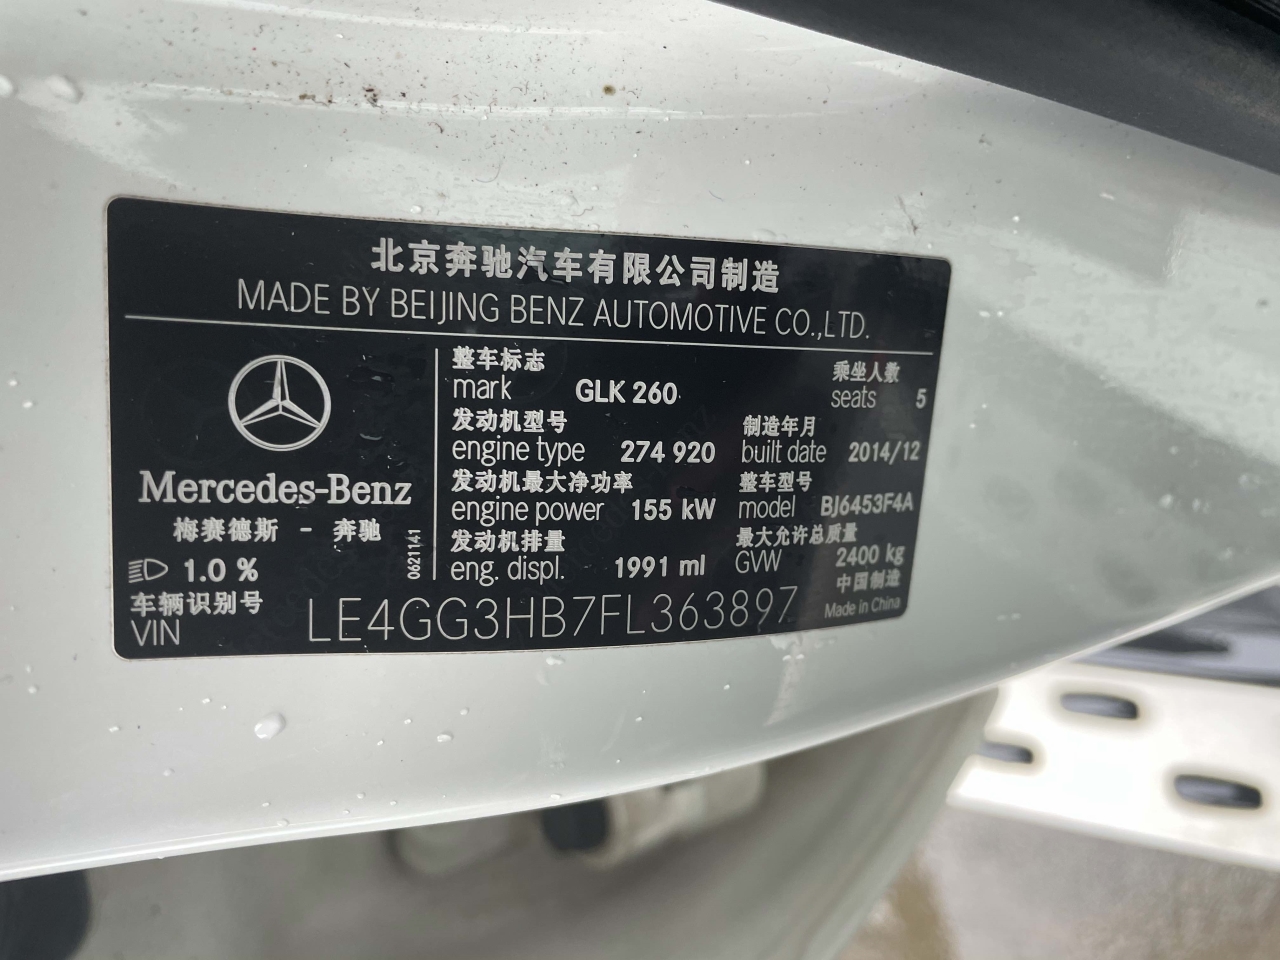 北京奔驰汽车有限公司制造
MADE BY BEIJING BENZ AUTOMOTIVE CO.,LTD.
Mercedes-Benz
梅赛德斯 - 奔驰
1.0 %
0621141
整车标志
mark GLK 260
乘坐人数
seats 5
发动机型号
engine type 274 920
制造年月
built date 2014/12
发动机最大净功率
engine power 155 kW
整车型号
model BJ6453F4A
发动机排量
eng. displ. 1991 ml
最大允许总质量
GVW 2400 kg
中国制造
Made in China
车辆识别号
VIN LE4GG3HB7FL363897